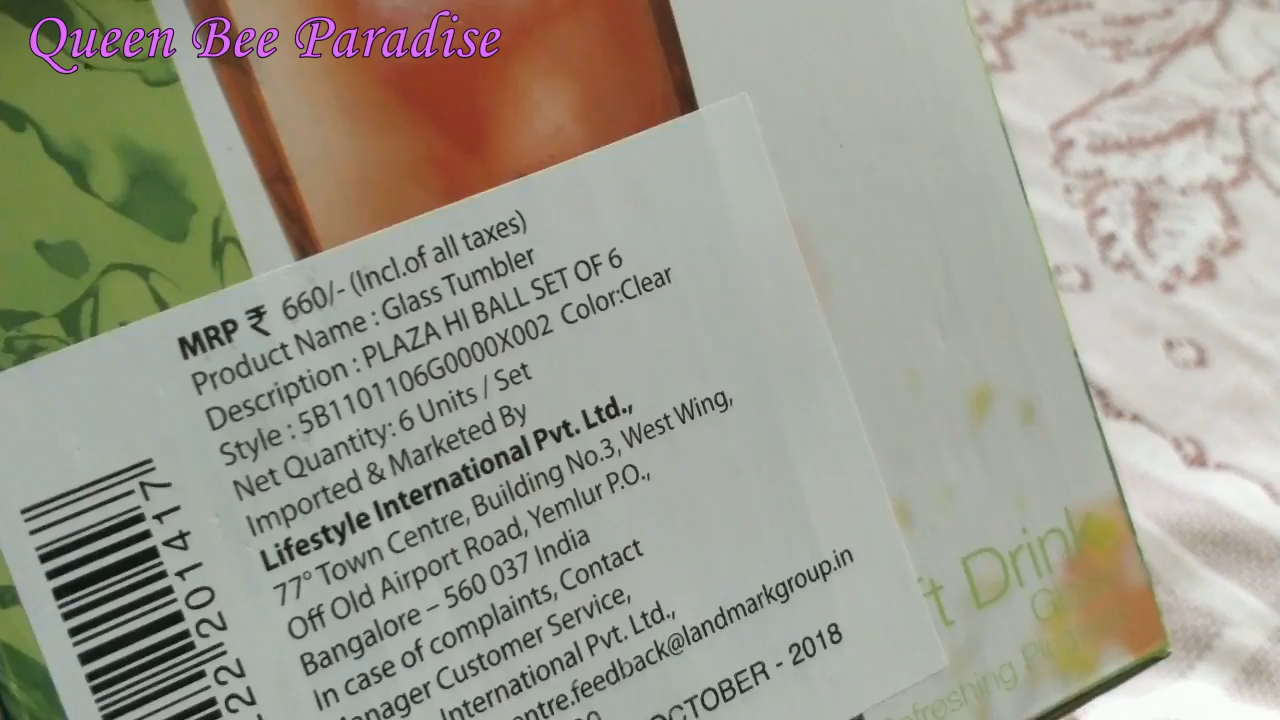 Queen Bee Paradise
MRP ₹ 660/- (Incl.of all taxes)
Product Name : Glass Tumbler
Description : PLAZA HI BALL SET OF 6
Style : 5B1101106G0000X002 Color:Clear
Net Quantity: 6 Units / Set
Imported & Marketed By
Lifestyle International Pvt. Ltd.,
77° Town Centre, Building No.3, West Wing,
Off Old Airport Road, Yemlur P.O.,
Bangalore – 560 037 India
In case of complaints, Contact
Customer Service,
International Pvt. Ltd.,
entre.feedback@landmarkgroup.in
OCTOBER - 2018
22 201417
ft Drink